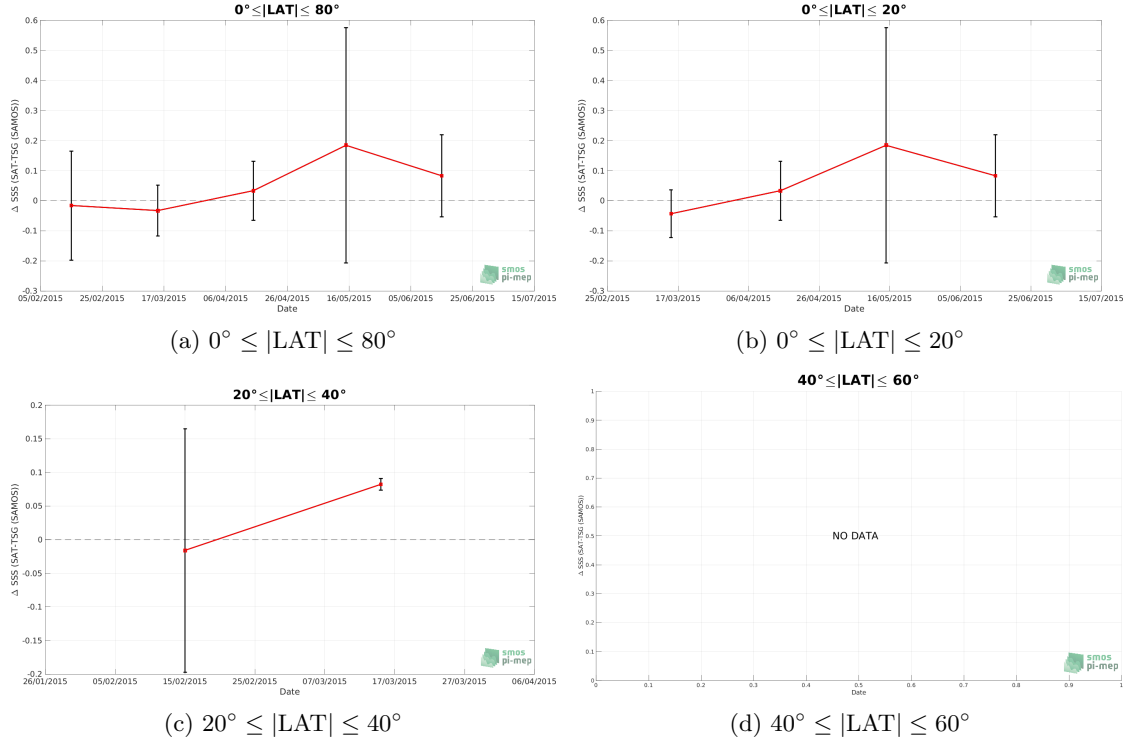 0°≤|LAT|≤ 80°
Δ SSS (SAT-TSG (SAMOS))
0.6
0.5
0.4
0.3
0.2
0.1
0
-0.1
-0.2
-0.3
05/02/2015 25/02/2015 17/03/2015 06/04/2015 26/04/2015 16/05/2015 05/06/2015 25/06/2015 15/07/2015
Date
smos
pi-mep
(a) 0° ≤ |LAT| ≤ 80°
0°≤|LAT|≤ 20°
Δ SSS (SAT-TSG (SAMOS))
0.6
0.5
0.4
0.3
0.2
0.1
0
-0.1
-0.2
-0.3
25/02/2015 17/03/2015 06/04/2015 26/04/2015 16/05/2015 05/06/2015 25/06/2015 15/07/2015
Date
smos
pi-mep
(b) 0° ≤ |LAT| ≤ 20°
20°≤|LAT|≤ 40°
Δ SSS (SAT-TSG (SAMOS))
0.2
0.15
0.1
0.05
0
-0.05
-0.1
-0.15
-0.2
26/01/2015 05/02/2015 15/02/2015 25/02/2015 07/03/2015 17/03/2015 27/03/2015 06/04/2015
Date
smos
pi-mep
(c) 20° ≤ |LAT| ≤ 40°
40°≤|LAT|≤ 60°
Δ SSS (SAT-TSG (SAMOS))
1
0.9
0.8
0.7
0.6
0.5
0.4
0.3
0.2
0.1
0
NO DATA
0 0.1 0.2 0.3 0.4 0.5 0.6 0.7 0.8 0.9 1
Date
smos
pi-mep
(d) 40° ≤ |LAT| ≤ 60°